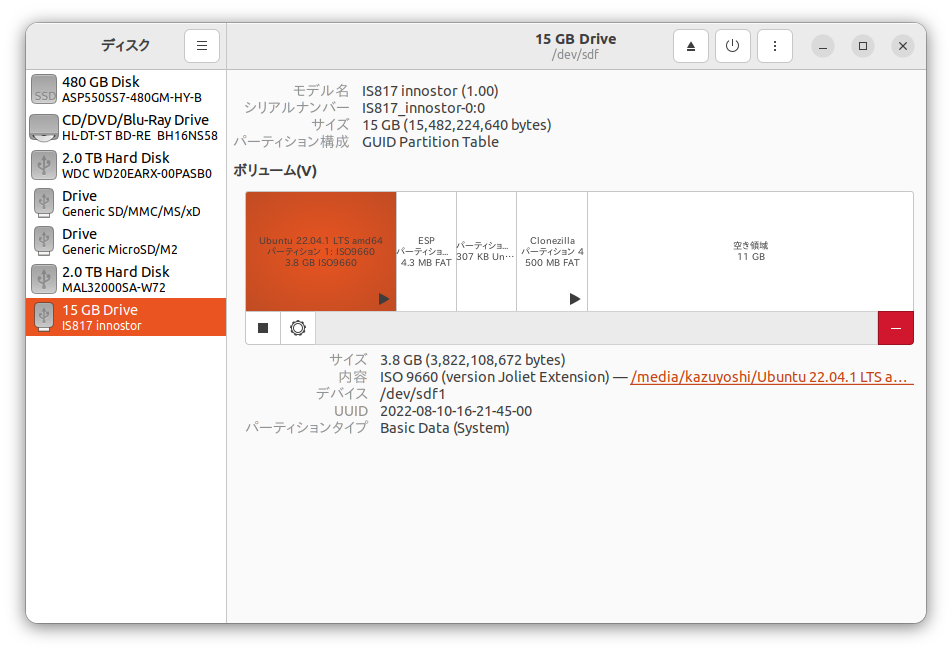 ディスク
15 GB Drive
/dev/sdf
SSD
480 GB Disk
ASP550SS7-480GM-HY-B
CD/DVD/Blu-Ray Drive
HL-DT-ST BD-RE BH16NS58
2.0 TB Hard Disk
WDC WD20EARX-00PASB0
Drive
Generic SD/MMC/MS/xD
Drive
Generic MicroSD/M2
2.0 TB Hard Disk
MAL32000SA-W72
15 GB Drive
IS817 innostor
モデル名 IS817 innostor (1.00)
シリアルナンバー IS817_innostor-0:0
サイズ 15 GB (15,482,224,640 bytes)
パーティション構成 GUID Partition Table
ボリューム(V)
Ubuntu 22.04.1 LTS amd64
パーティション 1: ISO9660
3.8 GB ISO9660
ESP
パーティショ…
4.3 MB FAT
パーティショ…
307 KB Un…
Clonezilla
パーティション 4
500 MB FAT
空き領域
11 GB
サイズ 3.8 GB (3,822,108,672 bytes)
内容 ISO 9660 (version Joliet Extension) — /media/kazuyoshi/Ubuntu 22.04.1 LTS a…
デバイス /dev/sdf1
UUID 2022-08-10-16-21-45-00
パーティションタイプ Basic Data (System)